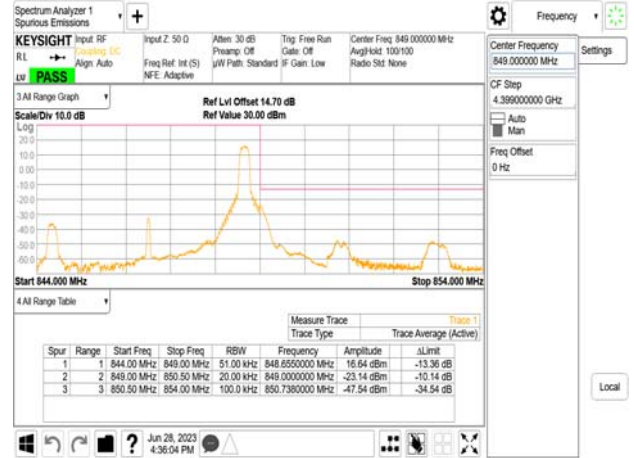 Spectrum Analyzer 1
Spurious Emissions
Frequency
KEYSIGHT Input: RF Input Z: 50 Ω Atten: 30 dB Trig: Free Run Center Freq: 849.000000 MHz
R L Coupling: DC Preamp: Off Gate: Off Avg|Hold: 100/100
Align: Auto Freq Ref: Int (S) µW Path: Standard IF Gain: Low Radio Std: None
NFE: Adaptive
PASS
Center Frequency
849.000000 MHz
Settings
CF Step
4.399000000 GHz
Auto
Man
Freq Offset
0 Hz
3 All Range Graph
Ref Lvl Offset 14.70 dB
Scale/Div 10.0 dB Ref Value 30.00 dBm
Log
20.0
10.0
0.00
-10.0
-20.0
-30.0
-40.0
-50.0
-60.0
Start 844.000 MHz Stop 854.000 MHz
4 All Range Table
Measure Trace Trace 1
Trace Type Trace Average (Active)
Spur Range Start Freq Stop Freq RBW Frequency Amplitude ΔLimit
1 1 844.00 MHz 849.00 MHz 51.00 kHz 848.6550000 MHz 16.64 dBm -13.36 dB
2 2 849.00 MHz 850.50 MHz 20.00 kHz 849.0000000 MHz -23.14 dBm -10.14 dB
3 3 850.50 MHz 854.00 MHz 100.0 kHz 850.7380000 MHz -47.54 dBm -34.54 dB
Local
Jun 28, 2023
4:36:04 PM